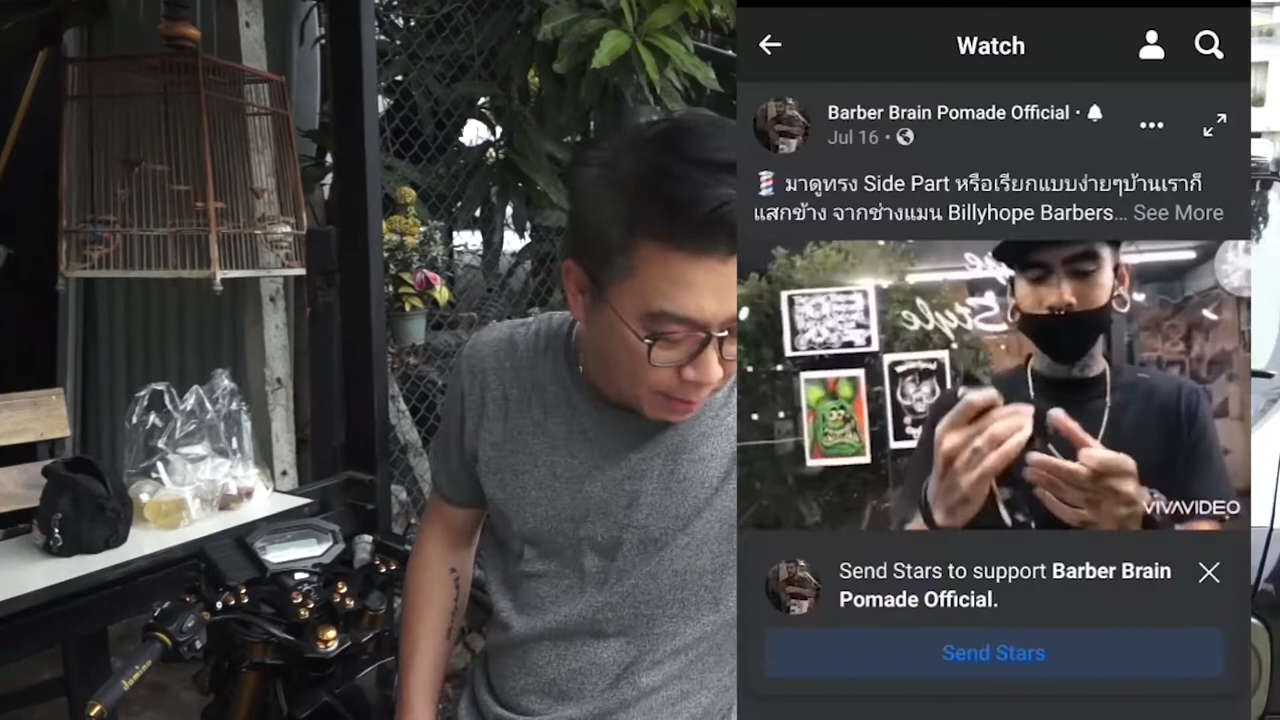 Watch
Barber Brain Pomade Official ·
Jul 16 ·
💈 มาดูทรง Side Part หรือเรียกแบบง่ายๆบ้านเราก็
แสกข้าง จากช่างแมน Billyhope Barbers... See More
Style
VIVAVIDEO
Send Stars to support Barber Brain
Pomade Official.
Send Stars
domino